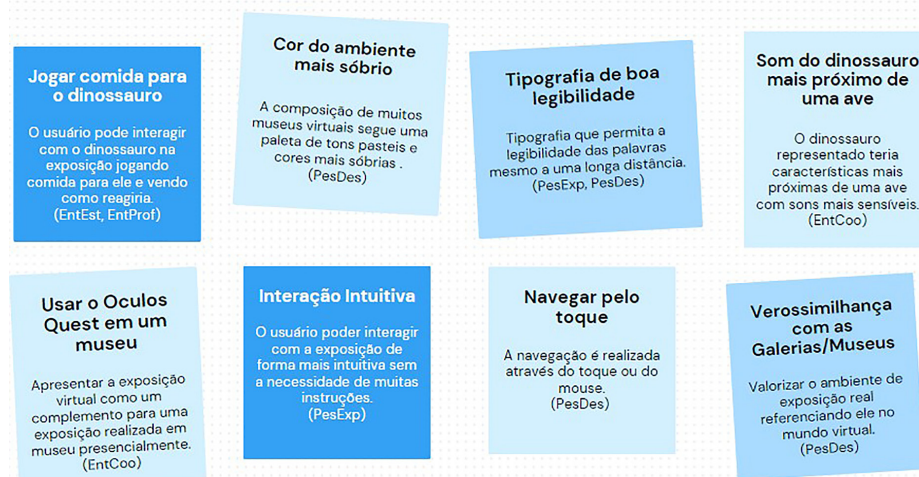 Jogar comida para
o dinossauro
O usuário pode interagir
com o dinossauro na
exposição jogando
comida para ele e vendo
como reagiria.
(EntEst, EntProf)
Cor do ambiente
mais sóbrio
A composição de muitos
museus virtuais segue uma
paleta de tons pasteis e
cores mais sóbrias .
(PesDes)
Tipografia de boa
legibilidade
Tipografia que permita a
legibilidade das palavras
mesmo a uma longa distância.
(PesExp, PesDes)
Som do dinossauro
mais próximo de
uma ave
O dinossauro
representado teria
características mais
próximas de uma ave
com sons mais sensíveis.
(EntCoo)
Usar o Oculos
Quest em um
museu
Apresentar a exposição
virtual como um
complemento para uma
exposição realizada em
museu presencialmente.
(EntCoo)
Interação Intuitiva
O usuário poder interagir
com a exposição de
forma mais intuitiva sem
a necessidade de muitas
instruções.
(PesExp)
Navegar pelo
toque
A navegação é realizada
através do toque ou do
mouse.
(PesDes)
Verossimilhança
com as
Galerias/Museus
Valorizar o ambiente de
exposição real
referenciando ele no
mundo virtual.
(PesDes)